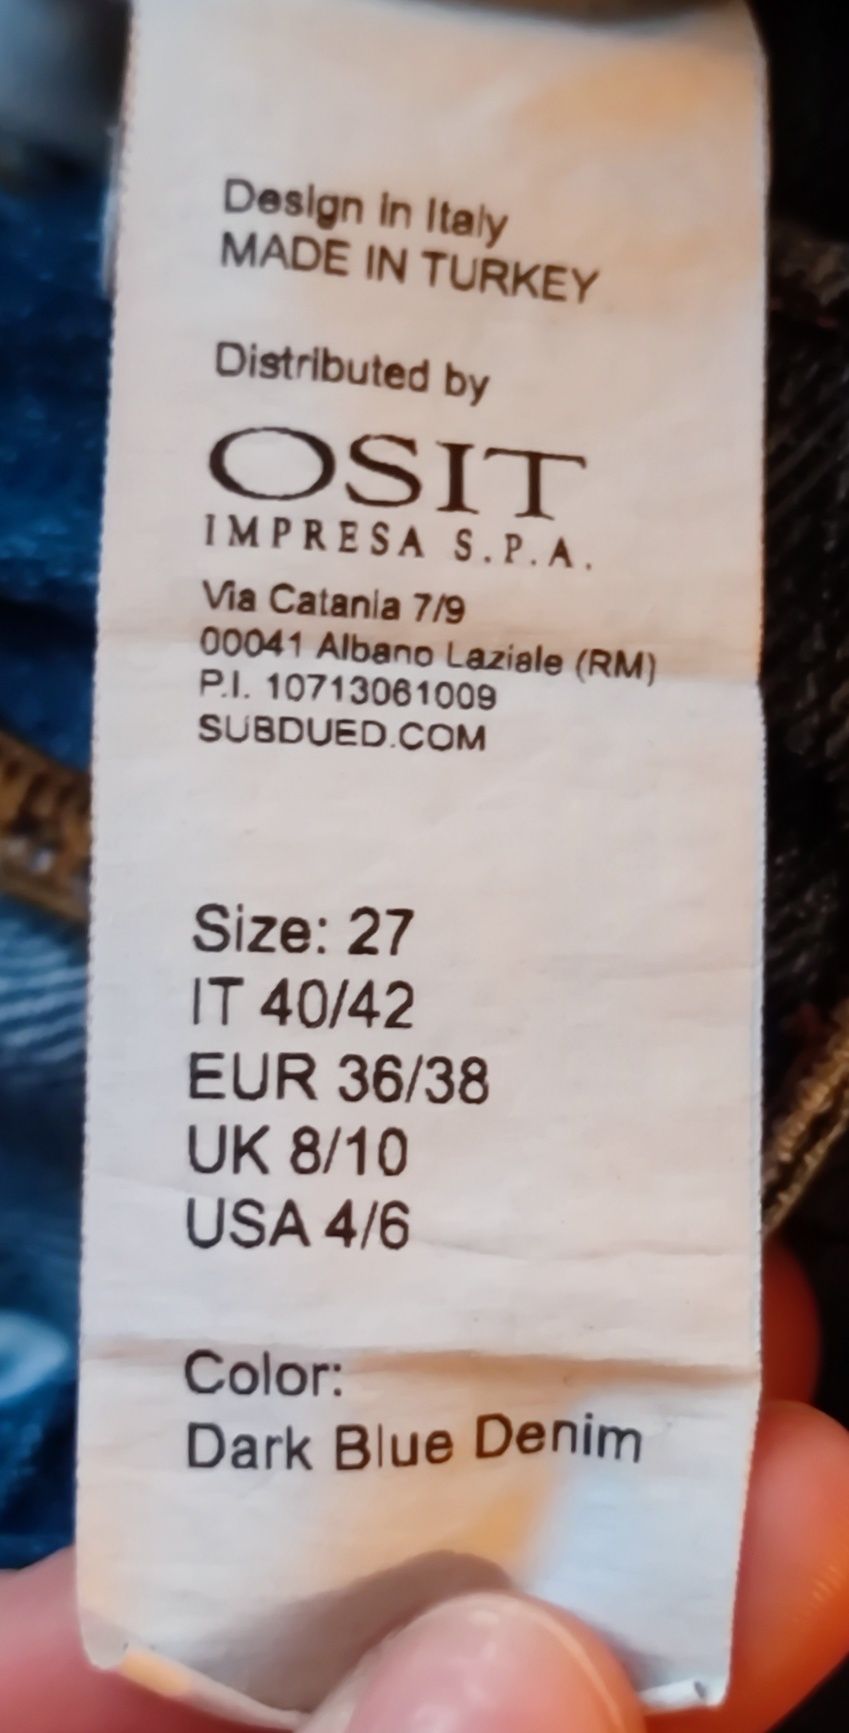 Design in Italy
MADE IN TURKEY
Distributed by
OSIT
IMPRESA S.P.A.
Via Catania 7/9
00041 Albano Laziale (RM)
P.I. 10713061009
SUBDUED.COM
Size: 27
IT 40/42
EUR 36/38
UK 8/10
USA 4/6
Color:
Dark Blue Denim